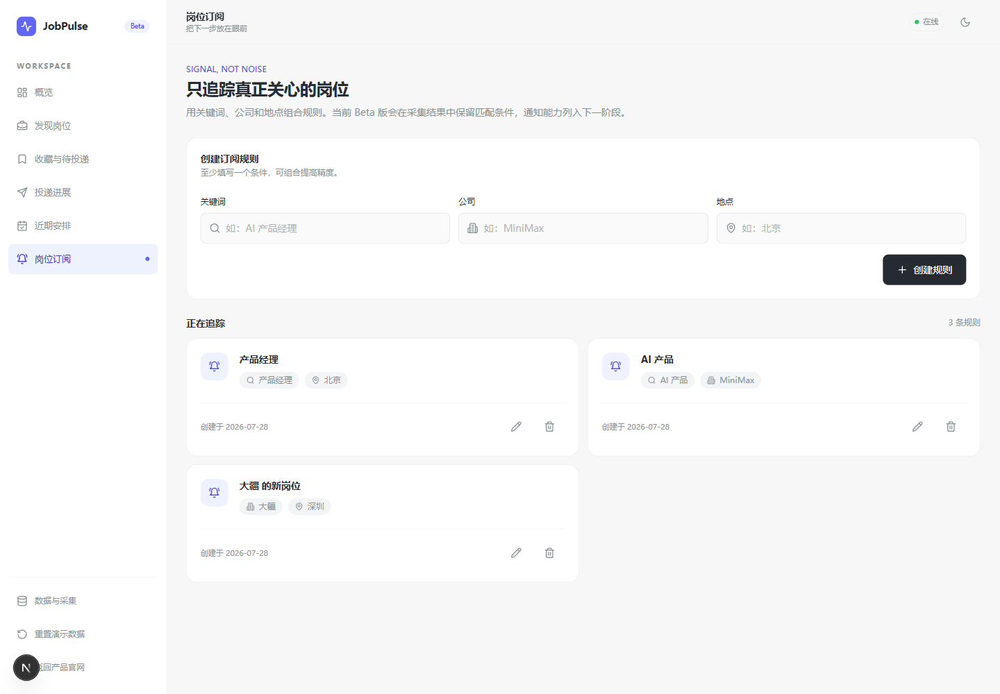 JobPulse
Beta
WORKSPACE
概览
发现岗位
收藏与待投递
投递进展
近期安排
岗位订阅
数据与采集
重置演示数据
返回产品官网
N
岗位订阅
把下一步放在眼前
在线
SIGNAL, NOT NOISE
只追踪真正关心的岗位
用关键词、公司和地点组合规则。当前 Beta 版会在采集结果中保留匹配条件，通知能力列入下一阶段。
创建订阅规则
至少填写一个条件，可组合提高精度。
关键词
如：AI 产品经理
公司
如：MiniMax
地点
如：北京
创建规则
正在追踪
3 条规则
产品经理
产品经理
北京
创建于 2026-07-28
AI 产品
AI 产品
MiniMax
创建于 2026-07-28
大疆 的新岗位
大疆
深圳
创建于 2026-07-28